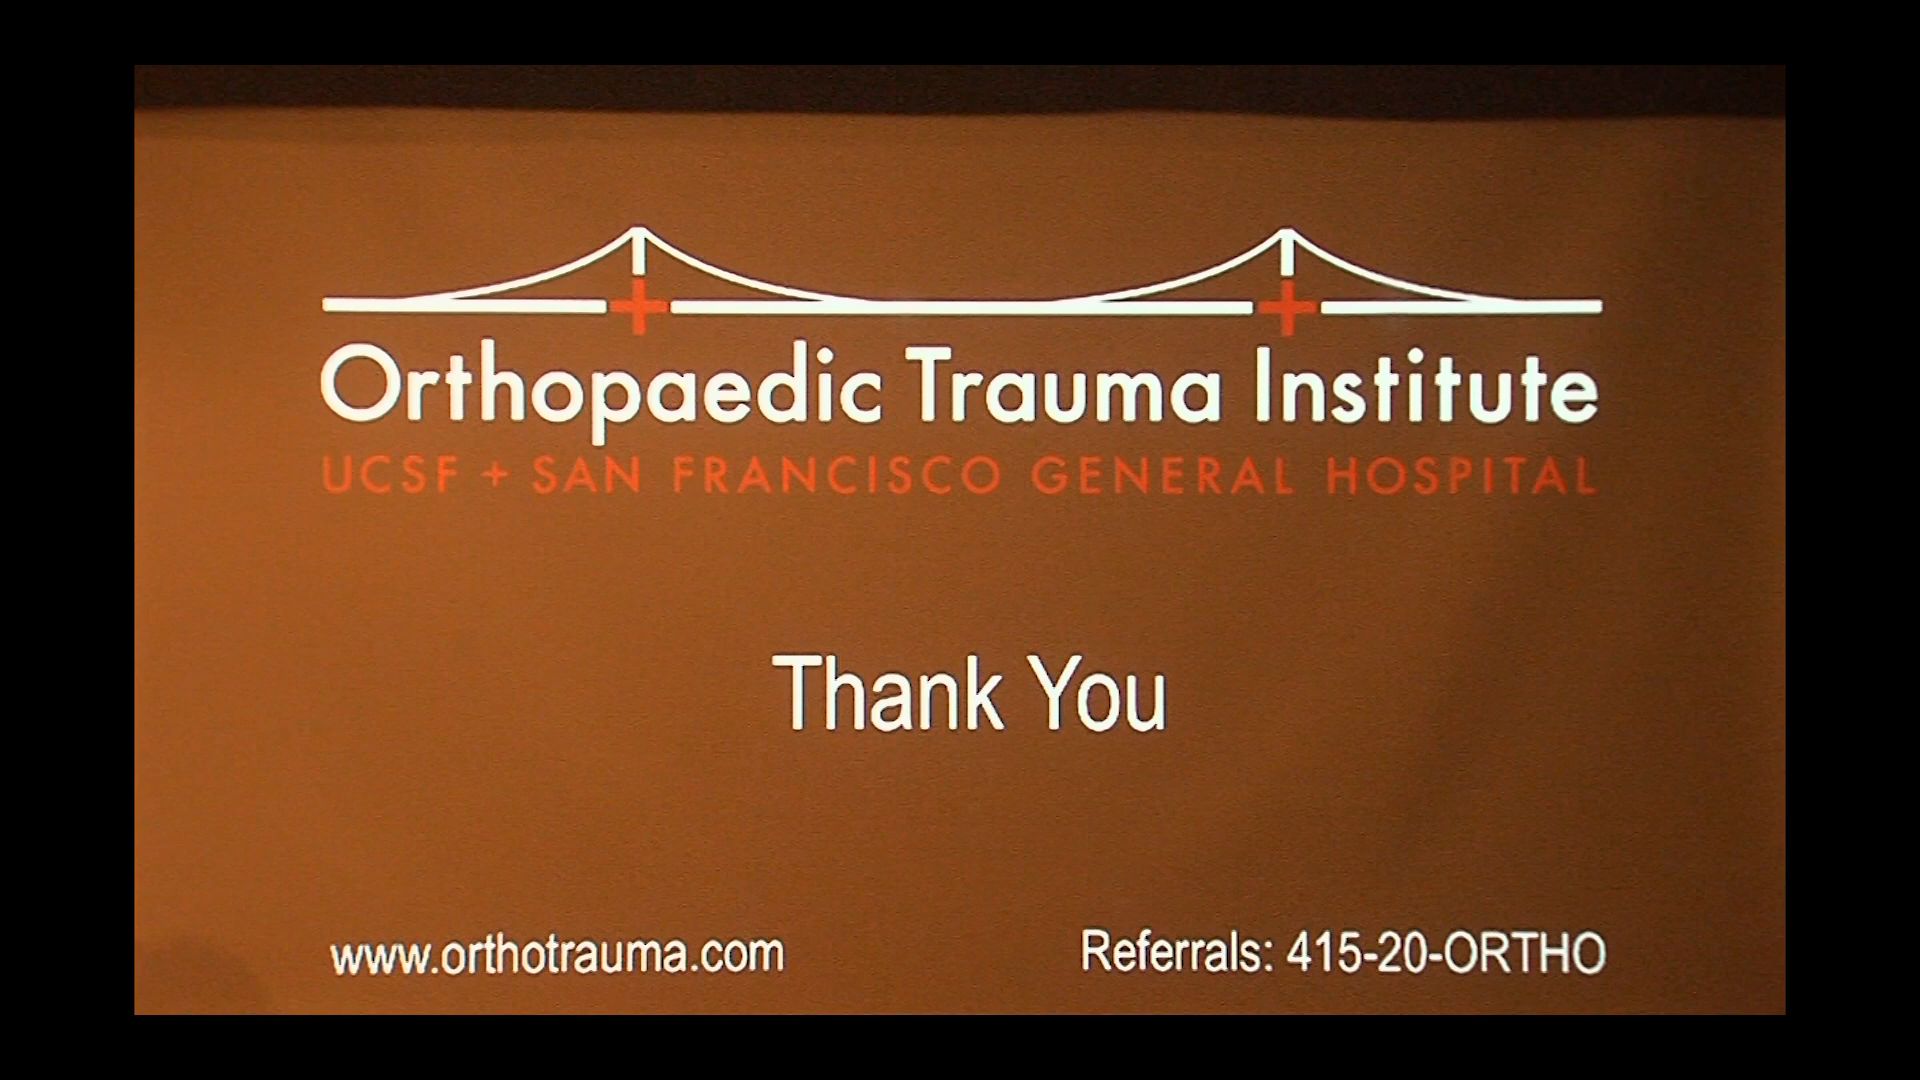 Orthopaedic Trauma Institute
UCSF + SAN FRANCISCO GENERAL HOSPITAL
Thank You
www.orthotrauma.com
Referrals: 415-20-ORTHO